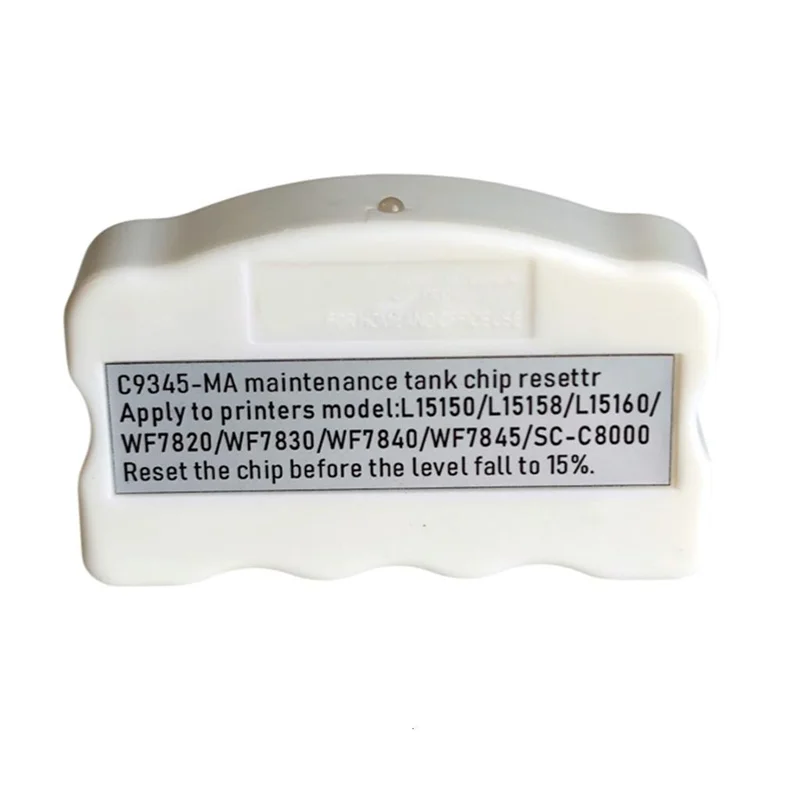 C9345-MA maintenance tank chip resettr
Apply to printers model:L15150/L15158/L15160/
WF7820/WF7830/WF7840/WF7845/SC-C8000
Reset the chip before the level fall to 15%.